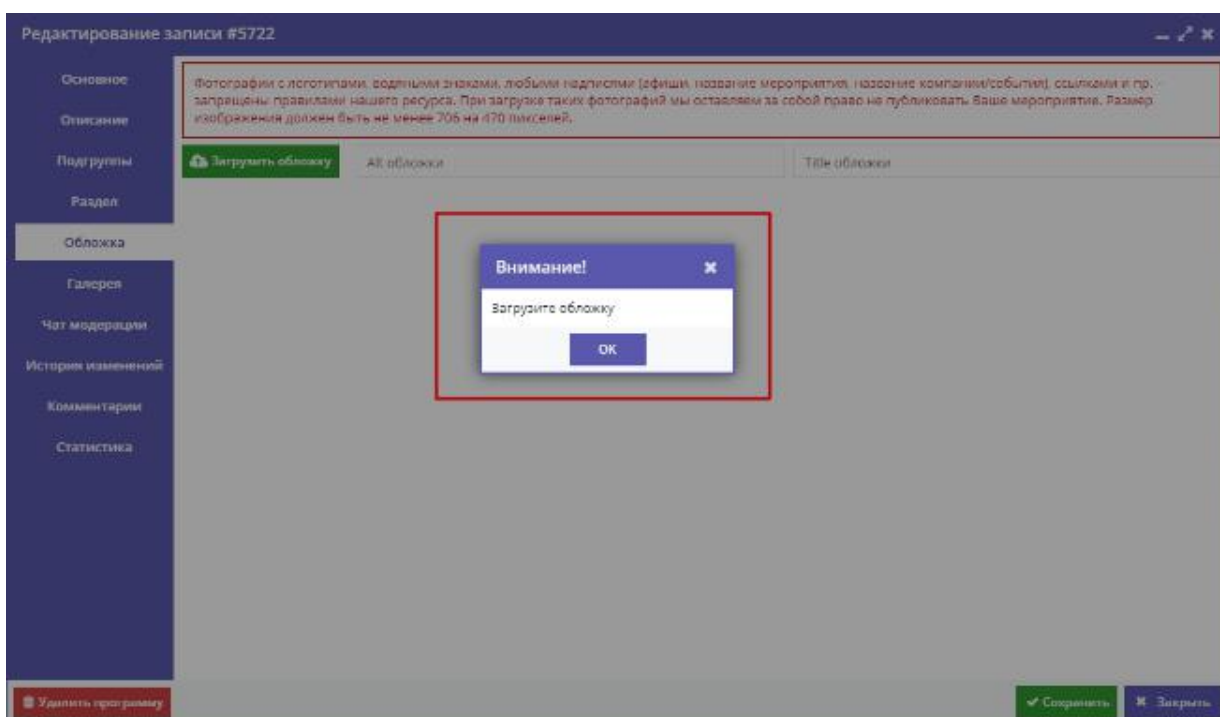 Редактирование записи #5722
Основное
Описание
Подгруппы
Раздел
Обложка
Галерея
Чат модерации
История изменений
Комментарии
Статистика
Фотографии с логотипами, водяными знаками, любыми надписями (афиши, название мероприятия, название компании/события), ссылками и пр. -
запрещены правилами нашего ресурса. При загрузке таких фотографий мы оставляем за собой право не публиковать Ваше мероприятие. Размер
изображения должен быть не менее 706 на 470 пикселей.
Загрузить обложку
Alt обложки
Title обложки
Внимание!
Загрузите обложку
ОК
Удалить программу
Сохранить
Закрыть